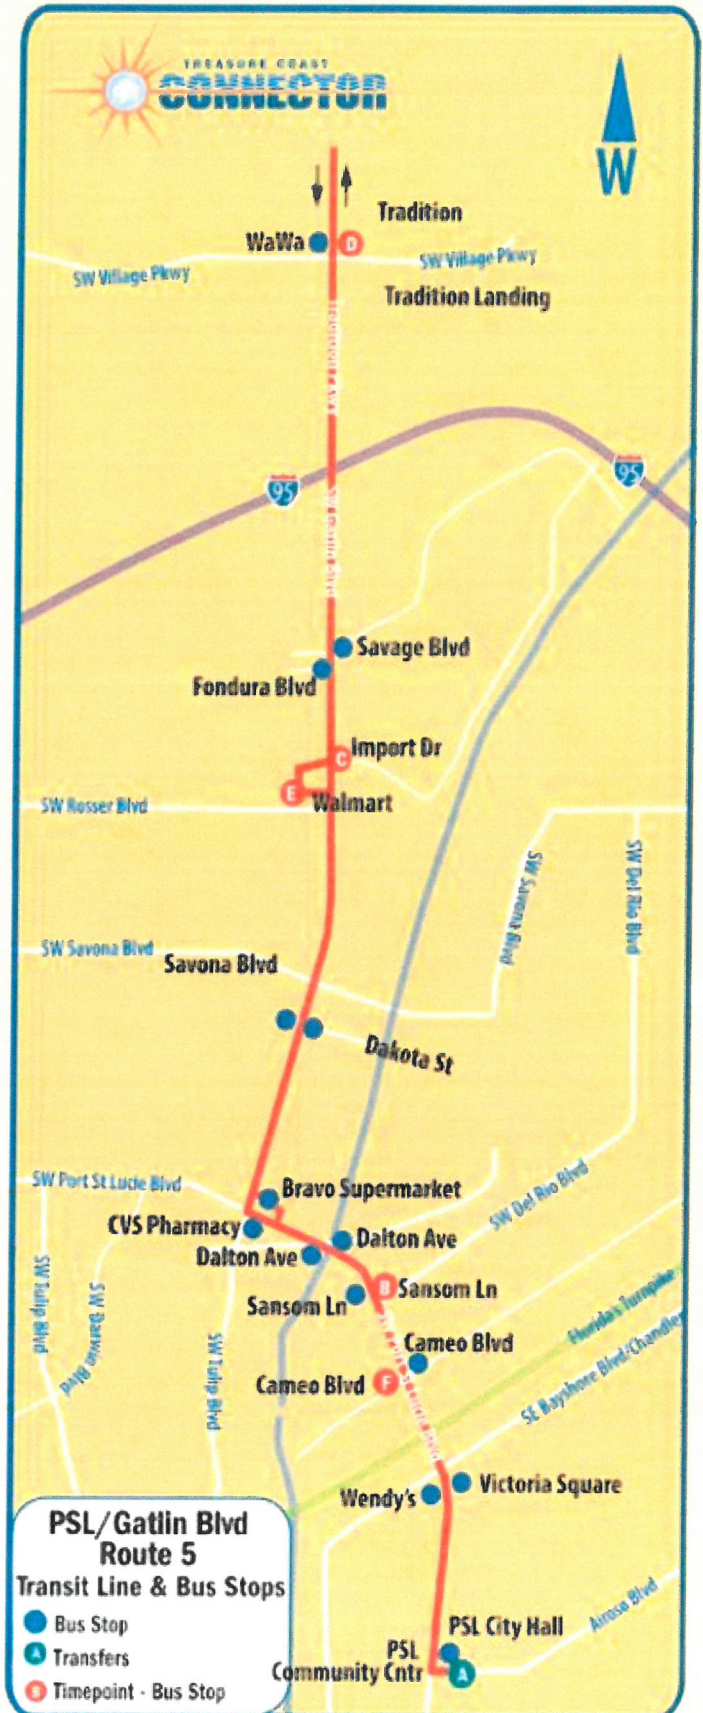 TREASURE COAST
CONNECTOR
W
Tradition
WaWa
D
SW Village Pkwy
SW Village Pkwy
Tradition Landing
Tradition Pkwy
95
95
SW Gatlin Blvd
Savage Blvd
Fondura Blvd
Import Dr
C
E
Walmart
SW Rosser Blvd
SW Savona Blvd
SW Del Rio Blvd
SW Savona Blvd
Savona Blvd
Dakota St
SW Port St Lucie Blvd
Bravo Supermarket
SW Del Rio Blvd
CVS Pharmacy
Dalton Ave
Dalton Ave
B
Sansom Ln
Sansom Ln
SW Tulip Blvd
SW Darwin Blvd
SW Tulip Blvd
Florida's Turnpike
Cameo Blvd
Cameo Blvd
F
SE Bayshore Blvd/Chandler
Victoria Square
Wendy's
PSL/Gatlin Blvd
Route 5
Transit Line & Bus Stops
Bus Stop
A Transfers
B Timepoint - Bus Stop
Airoso Blvd
PSL City Hall
PSL
Community Cntr
A